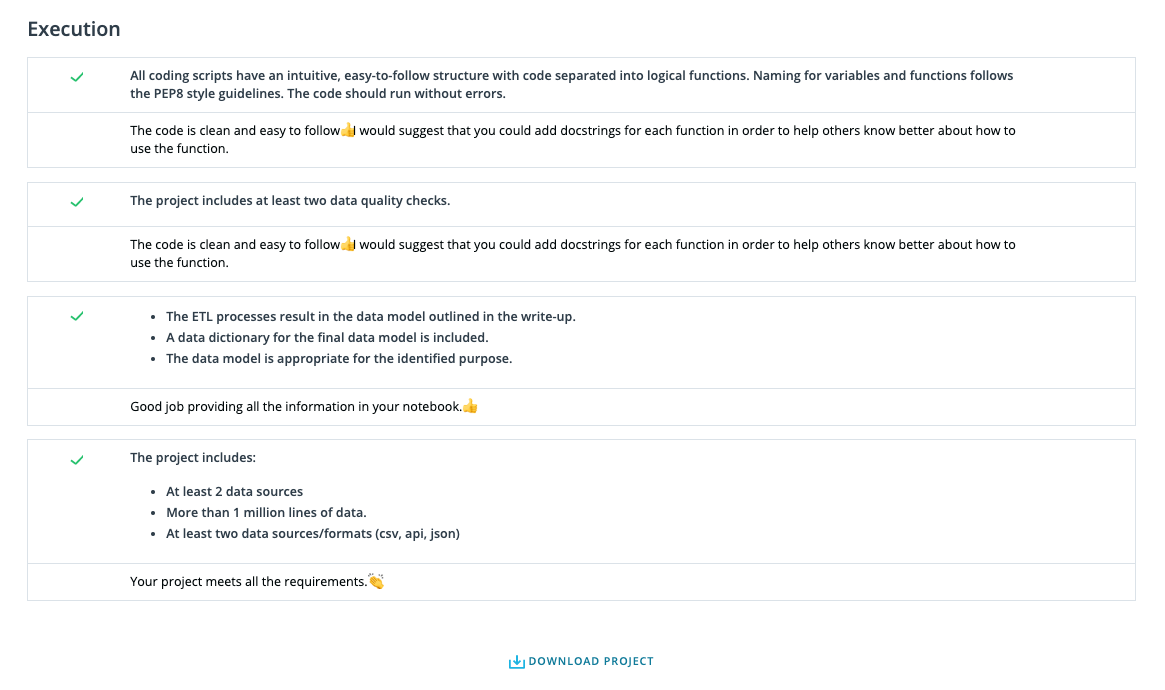 Execution
All coding scripts have an intuitive, easy-to-follow structure with code separated into logical functions. Naming for variables and functions follows
the PEP8 style guidelines. The code should run without errors.
The code is clean and easy to follow👍I would suggest that you could add docstrings for each function in order to help others know better about how to
use the function.
The project includes at least two data quality checks.
The code is clean and easy to follow👍I would suggest that you could add docstrings for each function in order to help others know better about how to
use the function.
• The ETL processes result in the data model outlined in the write-up.
• A data dictionary for the final data model is included.
• The data model is appropriate for the identified purpose.
Good job providing all the information in your notebook.👍
The project includes:
• At least 2 data sources
• More than 1 million lines of data.
• At least two data sources/formats (csv, api, json)
Your project meets all the requirements.👏
DOWNLOAD PROJECT